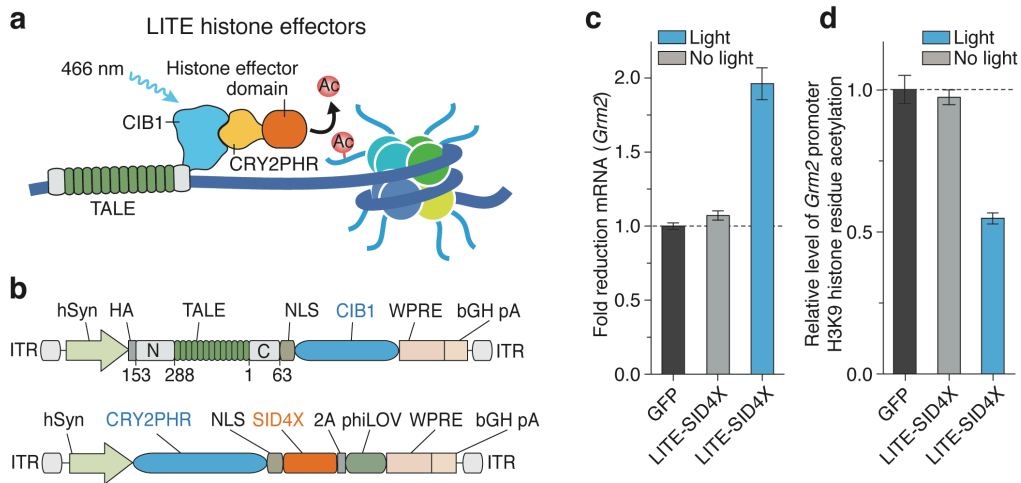 a
LITE histone effectors
466 nm
Histone effector
domain
Ac
CIB1
Ac
CRY2PHR
TALE
b
hSyn HA TALE NLS CIB1 WPRE bGH pA
ITR N C ITR
153 288 1 63
hSyn CRY2PHR NLS SID4X 2A phiLOV WPRE bGH pA
ITR ITR
c
Light
No light
Fold reduction mRNA (Grm2)
2.0
1.5
1.0
0.5
0.0
GFP
LITE-SID4X
LITE-SID4X
d
Light
No light
Relative level of Grm2 promoter
H3K9 histone residue acetylation
1.0
0.5
0.0
GFP
LITE-SID4X
LITE-SID4X